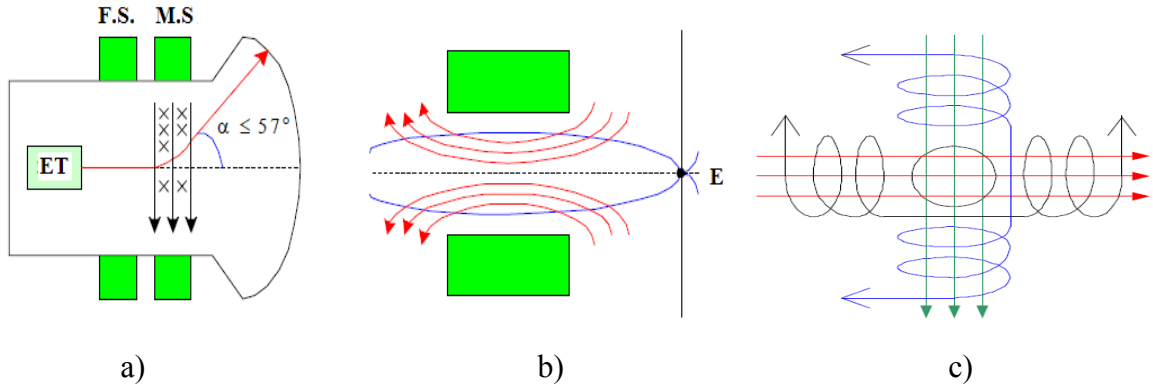 F.S. M.S
α ≤ 57°
ET
E
a) b) c)